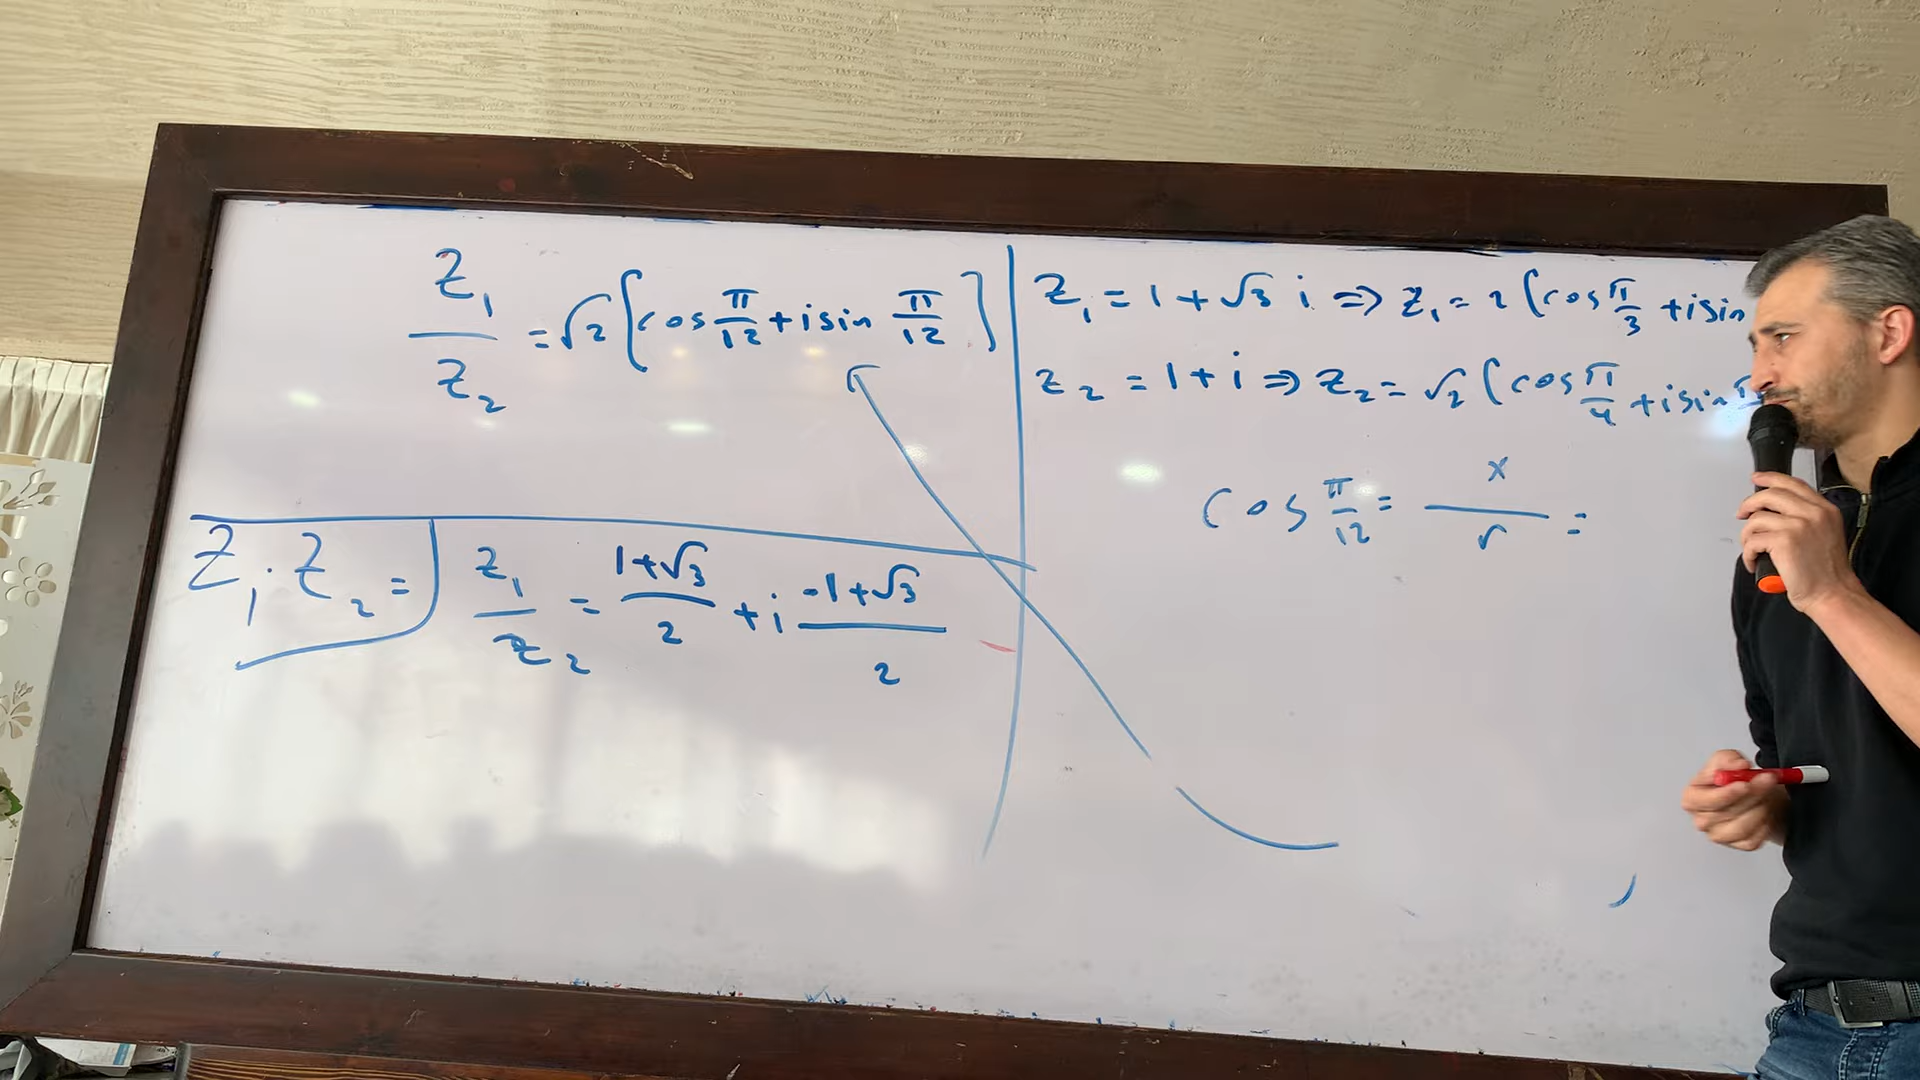 Z₁/Z₂ = √2 [cos π/12 + i sin π/12]
Z₁ · Z₂ =
Z₁/Z₂ = (1+√3)/2 + i (-1+√3)/2
Z₁ = 1 + √3 i ⇒ Z₁ = 2 (cos π/3 + i sin
Z₂ = 1 + i ⇒ Z₂ = √2 (cos π/4 + i sin π
cos π/12 = x/r =